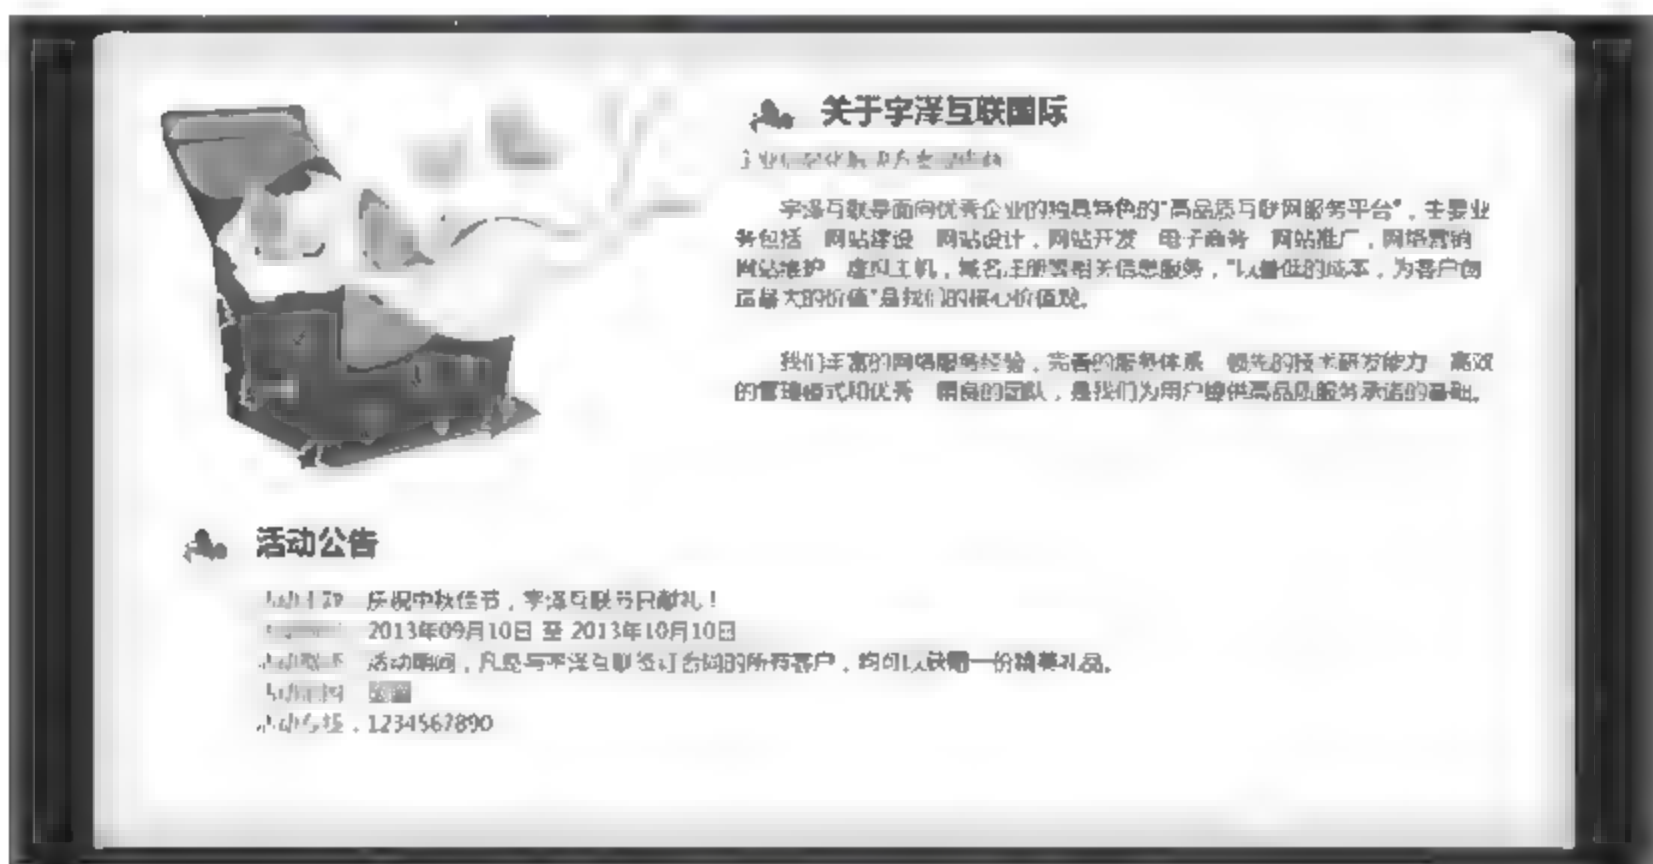 关于宇泽互联国际
宇泽互联是面向优秀企业的独具特色的“高品质互联网服务平台”，主要业
务包括 网站建设 网站设计，网站开发 电子商务 网站推广，网络营销
网站维护 虚拟主机，域名注册等相关信息服务，“以最低的成本，为客户创
造最大的价值”是我们的核心价值观。
我们丰富的网络服务经验，完善的服务体系 领先的技术研发能力 高效
的管理模式和优秀 精良的团队，是我们为用户提供高品质服务承诺的基础。
活动公告
庆祝中秋佳节，宇泽互联节日献礼！
2013年09月10日 至 2013年10月10日
活动期间，凡是与宇泽互联签订合同的所有客户，均可以获赠一份精美礼品。
1234567890